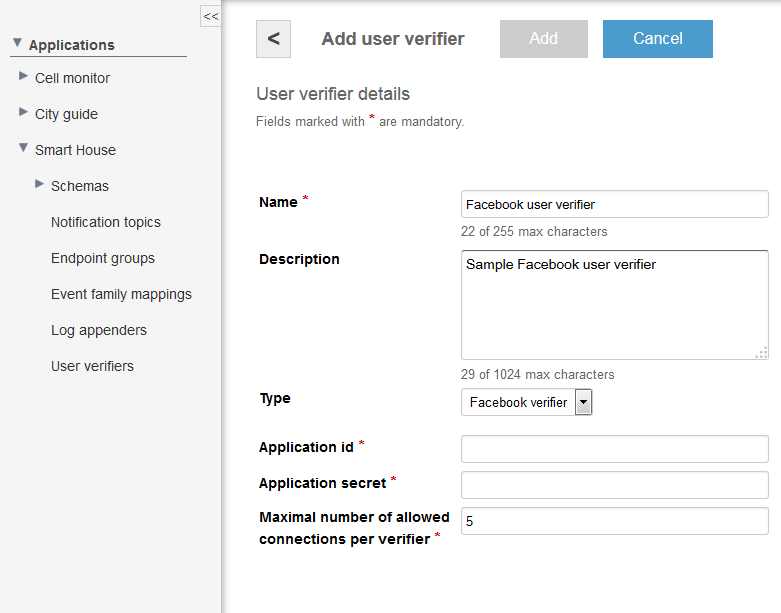 <<
Applications
Cell monitor
City guide
Smart House
Schemas
Notification topics
Endpoint groups
Event family mappings
Log appenders
User verifiers
< Add user verifier Add Cancel
User verifier details
Fields marked with * are mandatory.
Name * Facebook user verifier
22 of 255 max characters
Description Sample Facebook user verifier
29 of 1024 max characters
Type Facebook verifier
Application id *
Application secret *
Maximal number of allowed 5
connections per verifier *